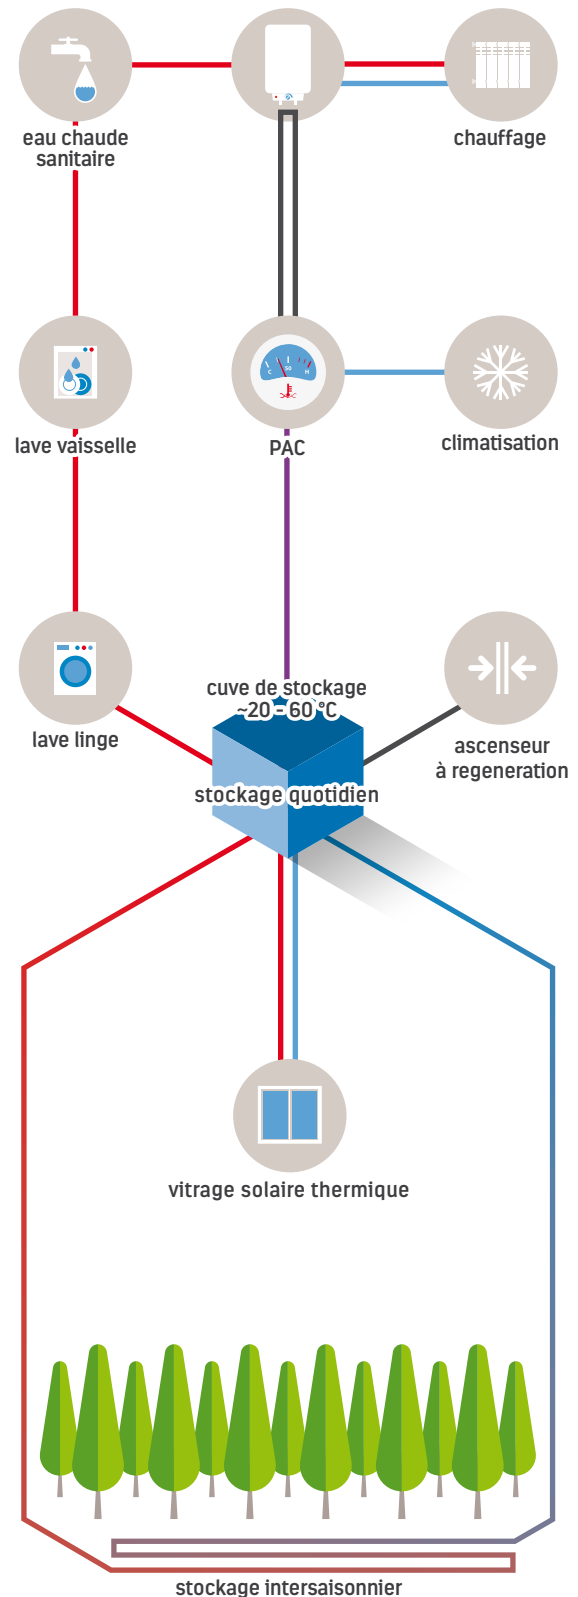 eau chaude
sanitaire
chauffage
C 50 H
lave vaisselle
PAC
climatisation
cuve de stockage
~20 - 60 °C
lave linge
ascenseur
à regeneration
stockage quotidien
vitrage solaire thermique
stockage intersaisonnier